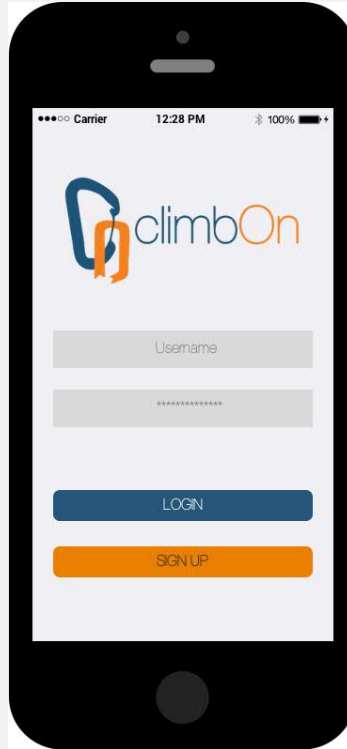 ●●●○○ Carrier 12:28 PM 100%
climbOn
Username
*************
LOGIN
SIGN UP